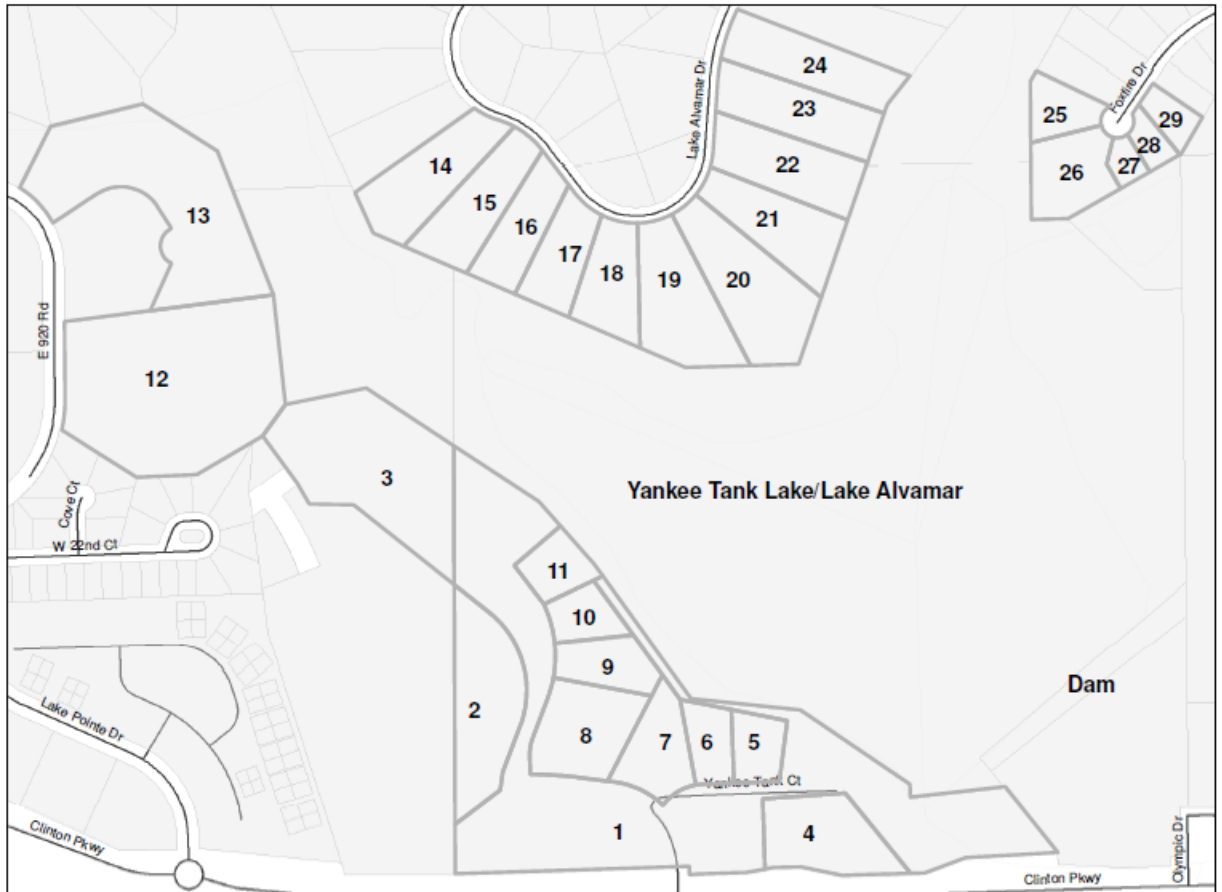 24
23
22
21
20
19
18
17
16
15
14
13
12
25
26
27
28
29
Foxfire Dr
Lake Alvamar Dr
E 920 Rd
3
Yankee Tank Lake/Lake Alvamar
Cove Ct
W 22nd Ct
11
10
9
8
7
6
5
2
Dam
Lake Pointe Dr
Yankee Tank Ct
1
4
Clinton Pkwy
Clinton Pkwy
Olympic Dr